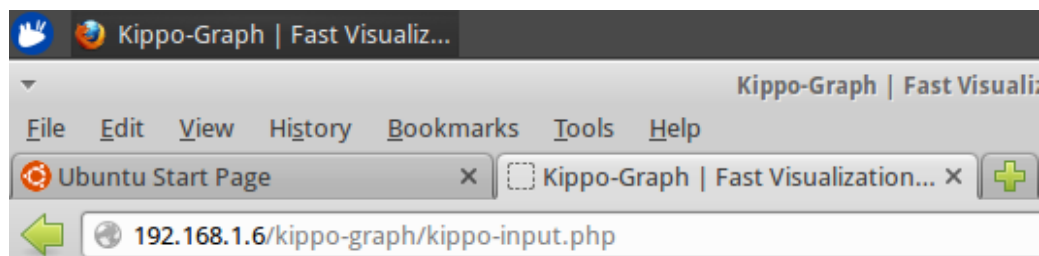 Kippo-Graph | Fast Visualiz...
Kippo-Graph | Fast Visuali
File Edit View History Bookmarks Tools Help
Ubuntu Start Page Kippo-Graph | Fast Visualization...
192.168.1.6/kippo-graph/kippo-input.php